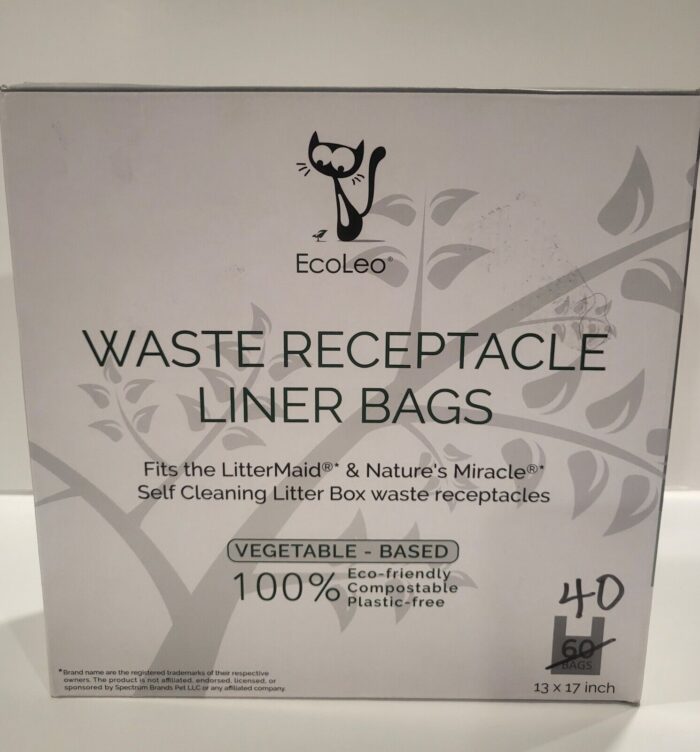 EcoLeo®
WASTE RECEPTACLE
LINER BAGS
Fits the LitterMaid®* & Nature's Miracle®*
Self Cleaning Litter Box waste receptacles
VEGETABLE - BASED
100% Eco-friendly
Compostable
Plastic-free
40
60
BAGS
13 x 17 inch
*Brand name are the registered trademarks of their respective
owners. The product is not affiliated, endorsed, licensed, or
sponsored by Spectrum Brands Pet LLC or any affiliated company.